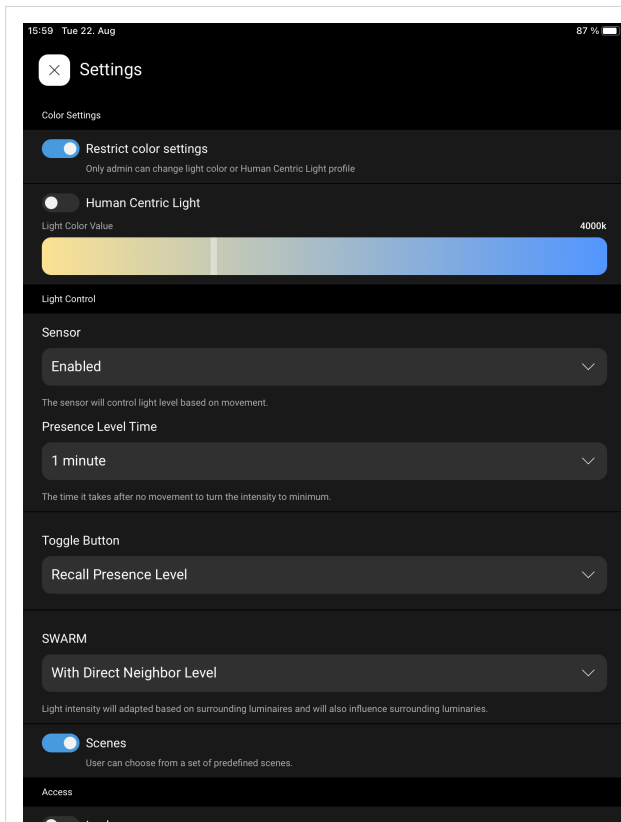 15:59 Tue 22. Aug 87 %
Settings
Color Settings
Restrict color settings
Only admin can change light color or Human Centric Light profile
Human Centric Light
Light Color Value 4000k
Light Control
Sensor
Enabled
The sensor will control light level based on movement.
Presence Level Time
1 minute
The time it takes after no movement to turn the intensity to minimum.
Toggle Button
Recall Presence Level
SWARM
With Direct Neighbor Level
Light intensity will adapted based on surrounding luminaires and will also influence surrounding luminaries.
Scenes
User can choose from a set of predefined scenes.
Access